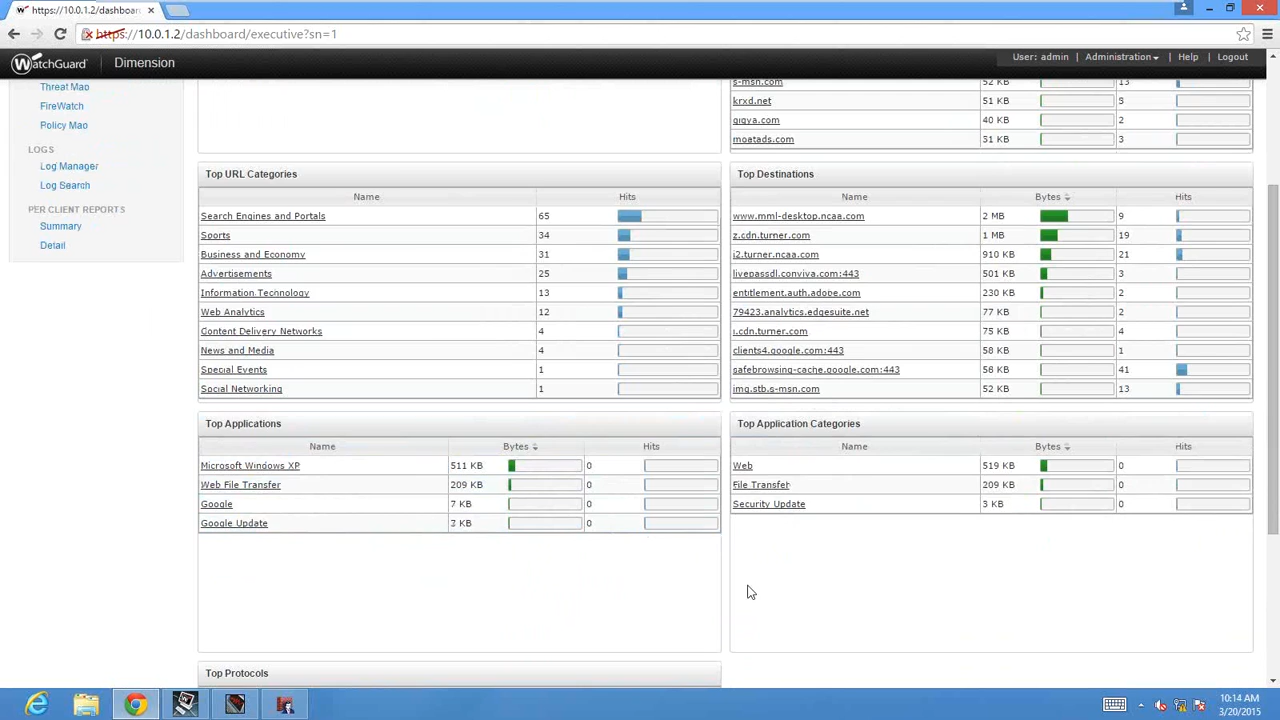 https://10.0.1.2/dashboar
https://10.0.1.2/dashboard/executive?sn=1
WatchGuard Dimension
User: admin Administration Help Logout
Threat Map
FireWatch
Policy Map
LOGS
Log Manager
Log Search
PER CLIENT REPORTS
Summary
Detail
s-msn.com 52 KB 13
krxd.net 51 KB
gigya.com 40 KB 2
moatads.com 31 KB 3
Top URL Categories
Name Hits
Search Engines and Portals 65
Sports 34
Business and Economy 31
Advertisements 25
Information Technology 13
Web Analytics 12
Content Delivery Networks 4
News and Media 4
Special Events 1
Social Networking 1
Top Destinations
Name Bytes Hits
www.mml-desktop.ncaa.com 2 MB 9
z.cdn.turner.com 1 MB 19
i2.turner.ncaa.com 910 KB 21
livepassdl.conviva.com:443 501 KB 3
entitlement.auth.adobe.com 230 KB 2
79423.analytics.edgesuite.net 77 KB 2
i.cdn.turner.com 75 KB 4
clients4.google.com:443 58 KB 1
safebrowsing-cache.google.com:443 56 KB 41
img.stb.s-msn.com 52 KB 13
Top Applications
Name Bytes Hits
Microsoft Windows XP 511 KB 0
Web File Transfer 209 KB 0
Google 7 KB 0
Google Update 3 KB 0
Top Application Categories
Name Bytes Hits
Web 519 KB 0
File Transfer 209 KB 0
Security Update 3 KB 0
Top Protocols
10:14 AM
3/20/2015